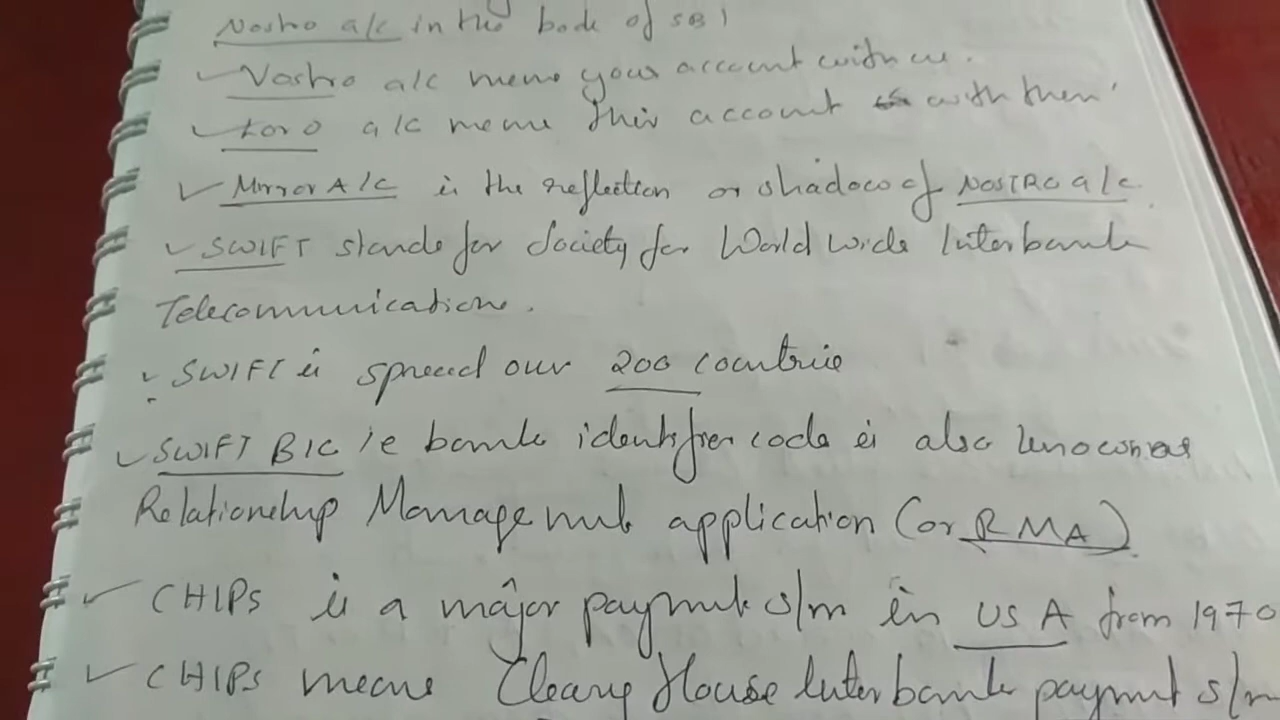 Nostro a/c in the book of SBI
Vostro a/c means your account with us.
Loro a/c means their account with them'
Mirror A/c is the reflection or shadow of NOSTRO a/c.
SWIFT stands for Society for World Wide Interbank
Telecommunications.
SWIFT is spread over 200 countries
SWIFT BIC ie bank identifier code is also known as
Relationship Management application (or RMA)
CHIPs is a major payment s/m in USA from 1970
CHIPs means Clearing House Interbank payment s/m